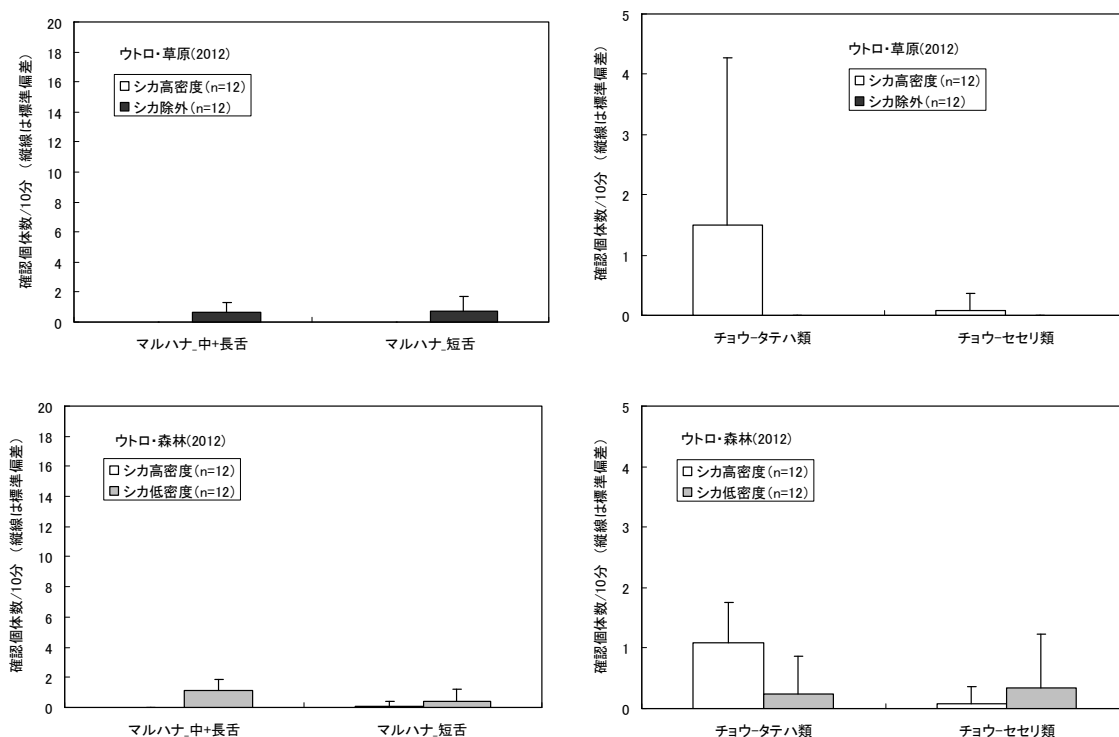 確認個体数/10分 (縦線は標準偏差)
20
18
16
14
12
10
8
6
4
2
0
ウトロ・草原(2012)
シカ高密度(n=12)
シカ除外(n=12)
マルハナ_中+長舌
マルハナ_短舌
確認個体数/10分 (縦線は標準偏差)
5
4
3
2
1
0
ウトロ・草原(2012)
シカ高密度(n=12)
シカ除外(n=12)
チョウ-タテハ類
チョウ-セセリ類
確認個体数/10分 (縦線は標準偏差)
20
18
16
14
12
10
8
6
4
2
0
ウトロ・森林(2012)
シカ高密度(n=12)
シカ低密度(n=12)
マルハナ_中+長舌
マルハナ_短舌
確認個体数/10分 (縦線は標準偏差)
5
4
3
2
1
0
ウトロ・森林(2012)
シカ高密度(n=12)
シカ低密度(n=12)
チョウ-タテハ類
チョウ-セセリ類